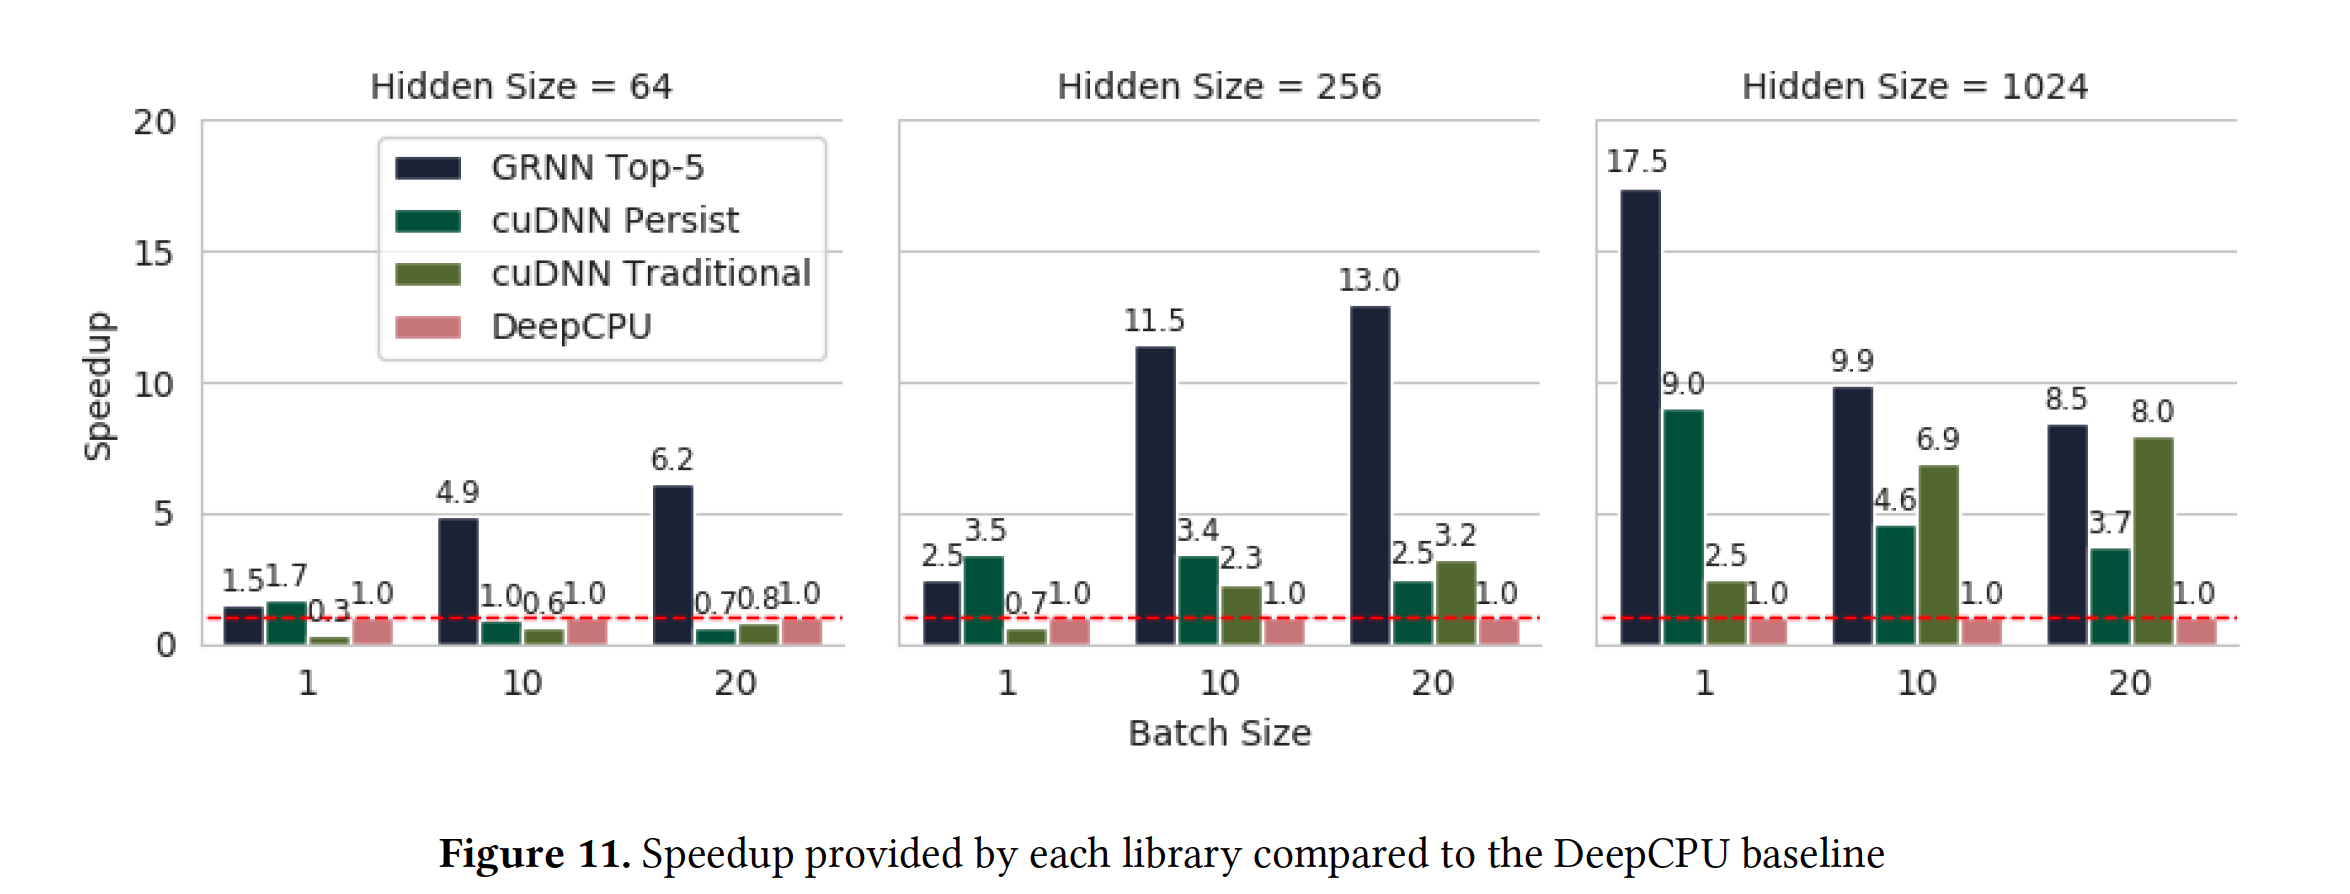 Hidden Size = 64
Hidden Size = 256
Hidden Size = 1024
20
15
10
5
0
Speedup
GRNN Top-5
cuDNN Persist
cuDNN Traditional
DeepCPU
1.5 1.7 0.3 1.0
4.9 1.0 0.6 1.0
6.2 0.7 0.8 1.0
2.5 3.5 0.7 1.0
11.5 3.4 2.3 1.0
13.0 2.5 3.2 1.0
17.5 9.0 2.5 1.0
9.9 4.6 6.9 1.0
8.5 3.7 8.0 1.0
1 10 20
1 10 20
1 10 20
Batch Size
Figure 11. Speedup provided by each library compared to the DeepCPU baseline